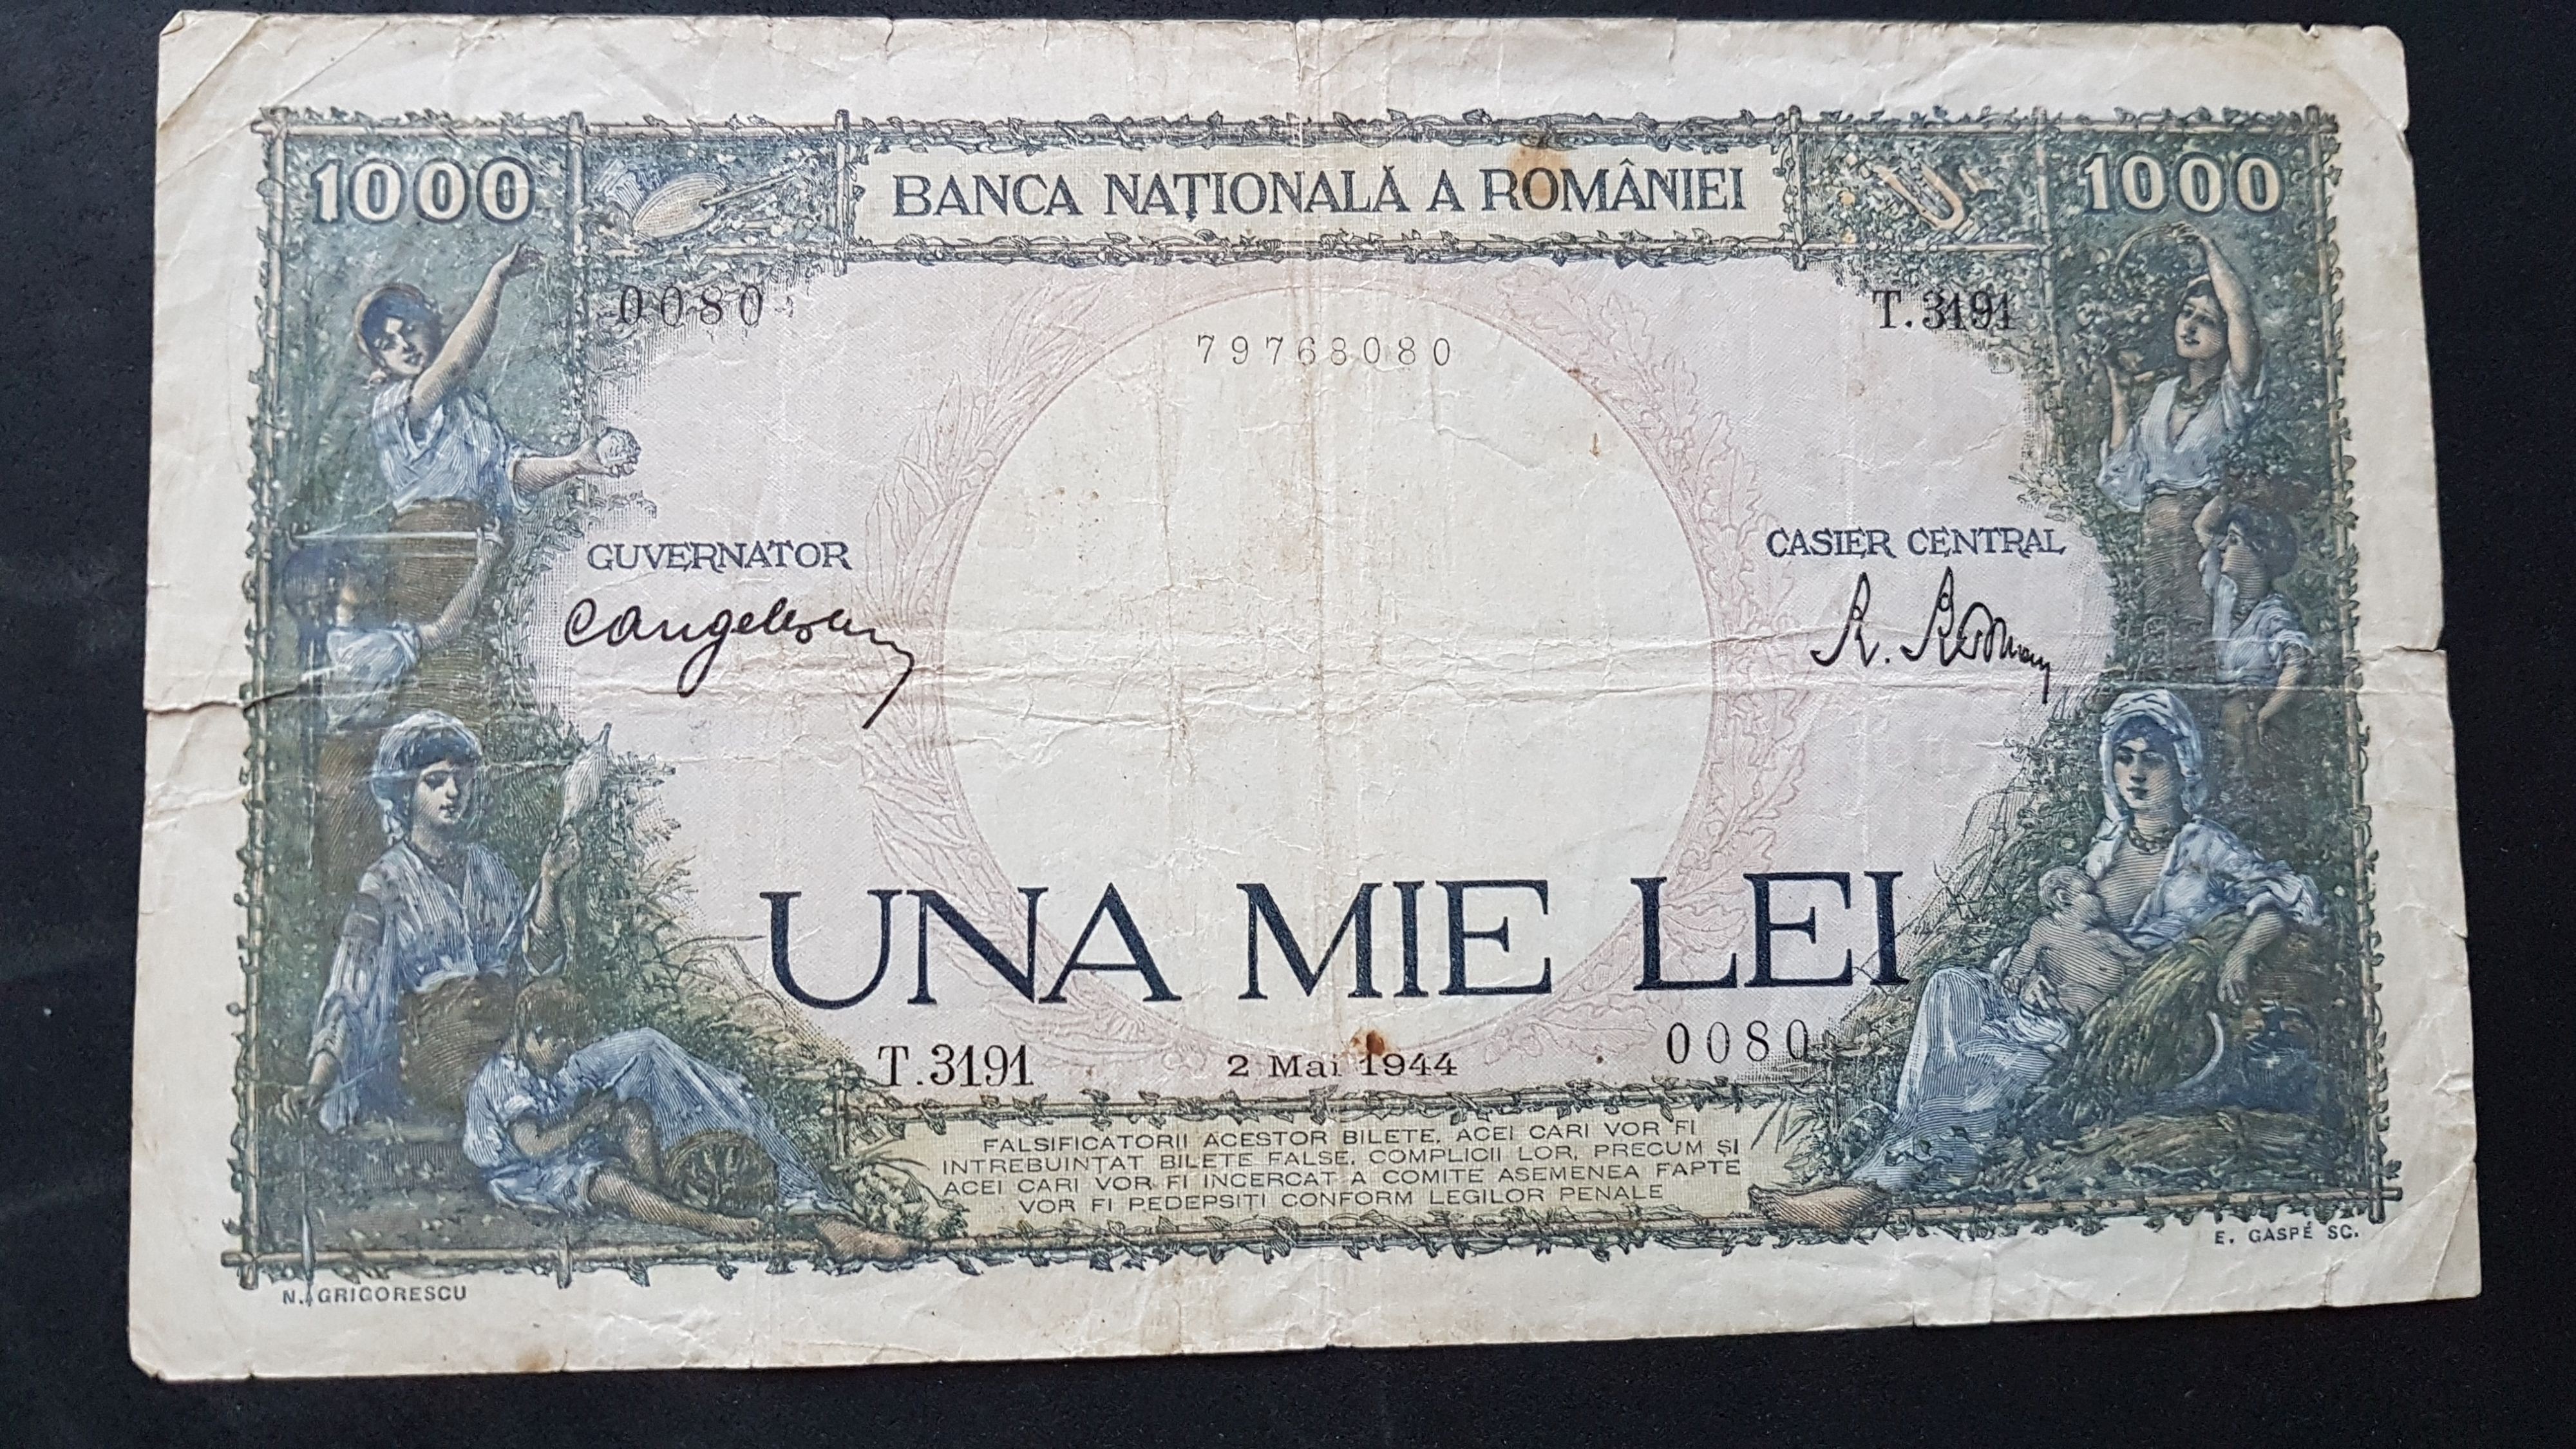 1000
BANCA NAȚIONALĂ A ROMÂNIEI
1000
0080
T.3191
79768080
GUVERNATOR
CASIER CENTRAL
C Angelescu
UNA MIE LEI
T.3191
2 Mai 1944
0080
FALSIFICATORII ACESTOR BILETE, ACEI CARI VOR FI
INTREBUINȚAT BILETE FALSE, COMPLICII LOR, PRECUM ȘI
ACEI CARI VOR FI INCERCAT A COMITE ASEMENEA FAPTE
VOR FI PEDEPSIȚI CONFORM LEGILOR PENALE
N. GRIGORESCU
E. GASPÉ SC.